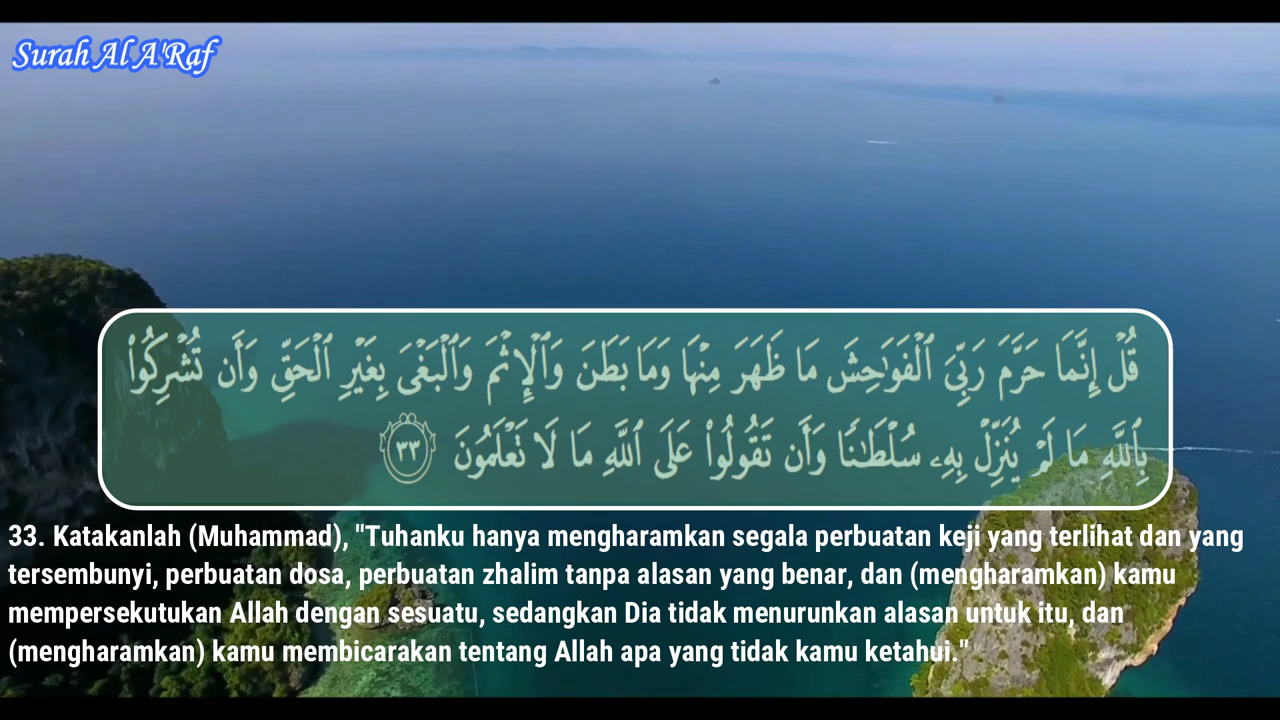 Surah Al A'Raf
قُلْ إِنَّمَا حَرَّمَ رَبِّىَ ٱلْفَوَٰحِشَ مَا ظَهَرَ مِنْهَا وَمَا بَطَنَ وَٱلْإِثْمَ وَٱلْبَغْىَ بِغَيْرِ ٱلْحَقِّ وَأَن تُشْرِكُوا۟
بِٱللَّهِ مَا لَمْ يُنَزِّلْ بِهِۦ سُلْطَٰنًا وَأَن تَقُولُوا۟ عَلَى ٱللَّهِ مَا لَا تَعْلَمُونَ ٣٣
33. Katakanlah (Muhammad), "Tuhanku hanya mengharamkan segala perbuatan keji yang terlihat dan yang
tersembunyi, perbuatan dosa, perbuatan zhalim tanpa alasan yang benar, dan (mengharamkan) kamu
mempersekutukan Allah dengan sesuatu, sedangkan Dia tidak menurunkan alasan untuk itu, dan
(mengharamkan) kamu membicarakan tentang Allah apa yang tidak kamu ketahui."